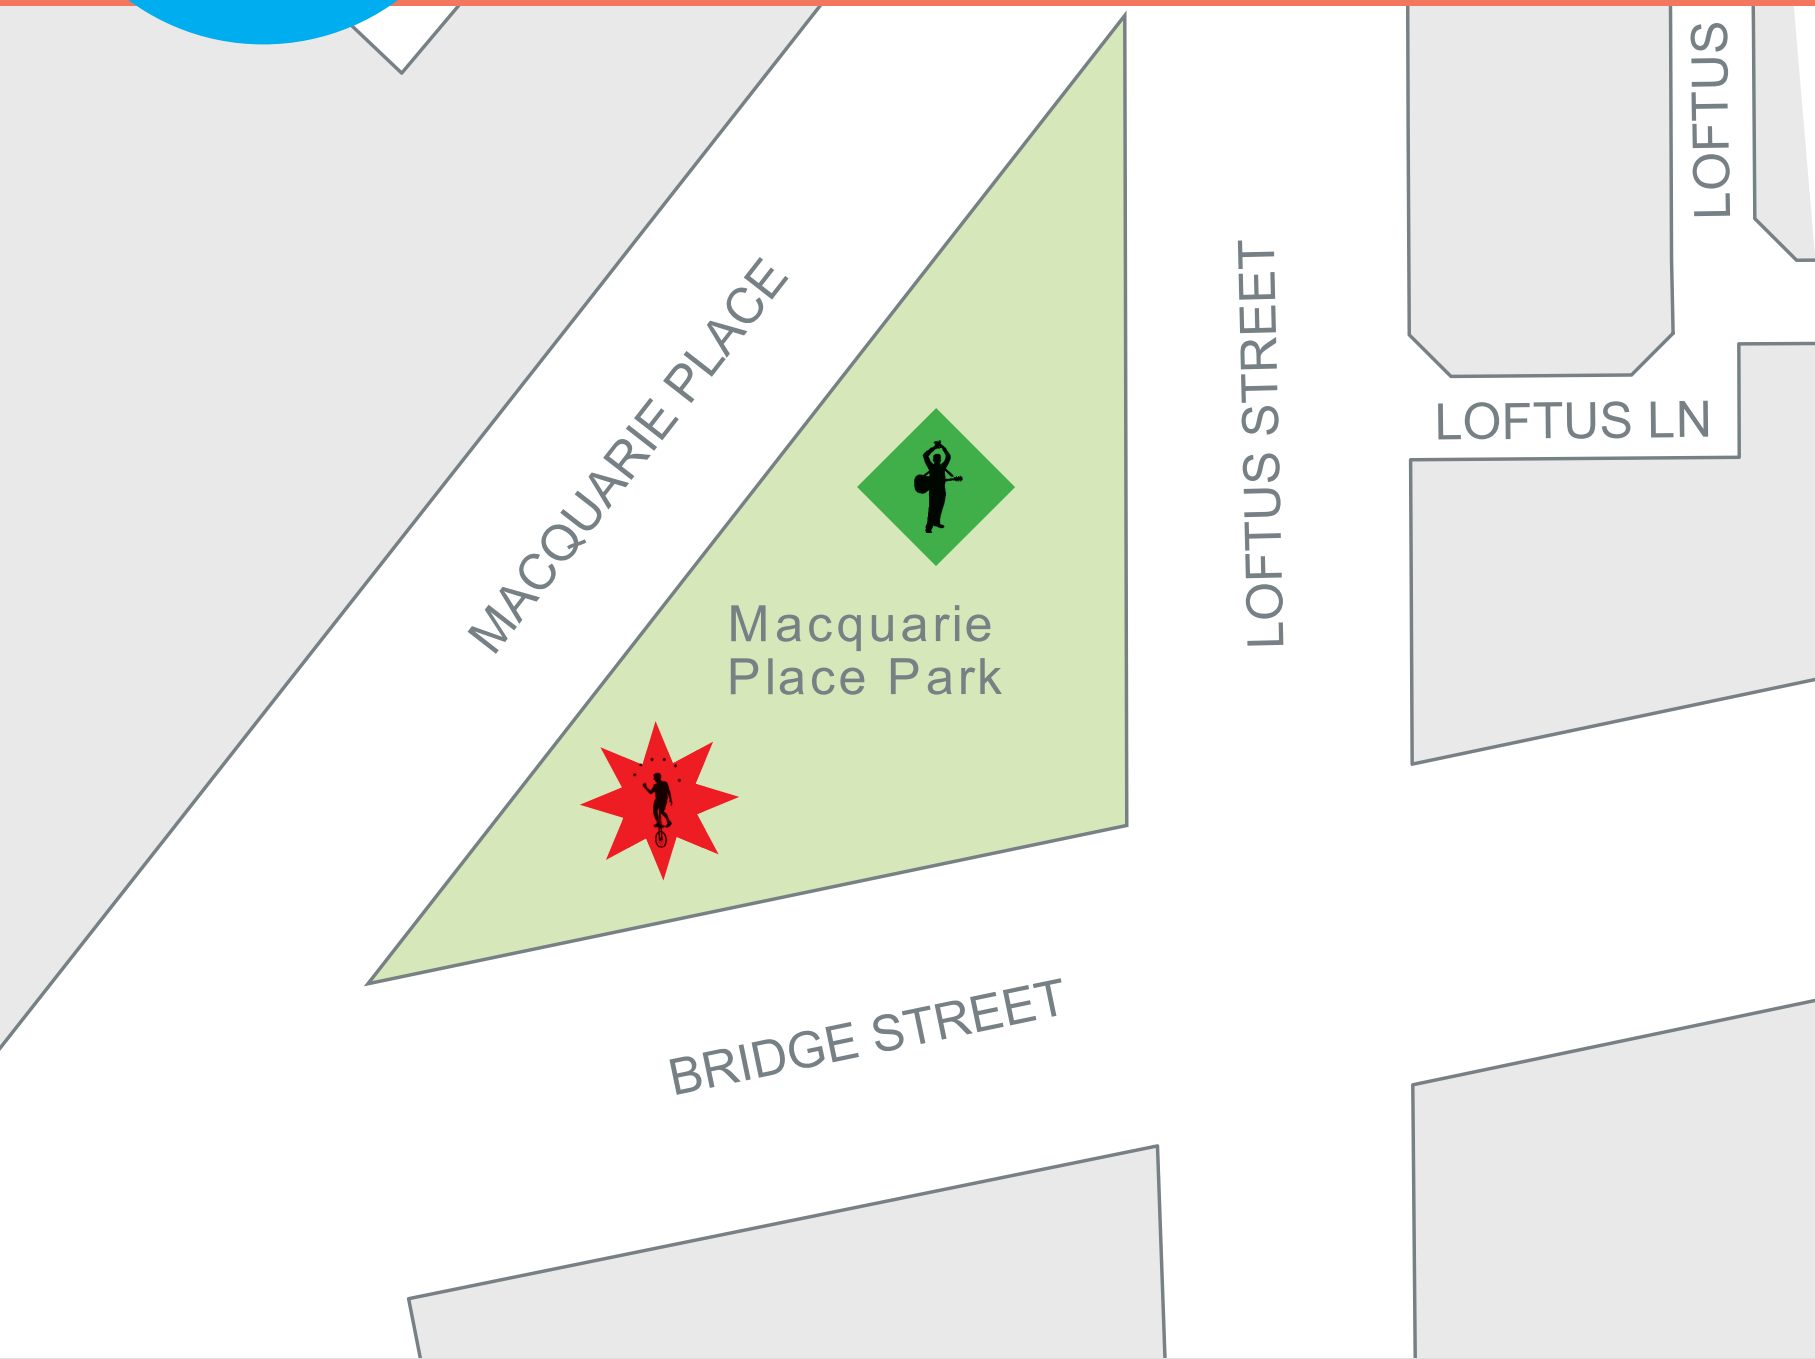 LOFTUS
MACQUARIE PLACE
LOFTUS STREET
LOFTUS LN
Macquarie
Place Park
BRIDGE STREET